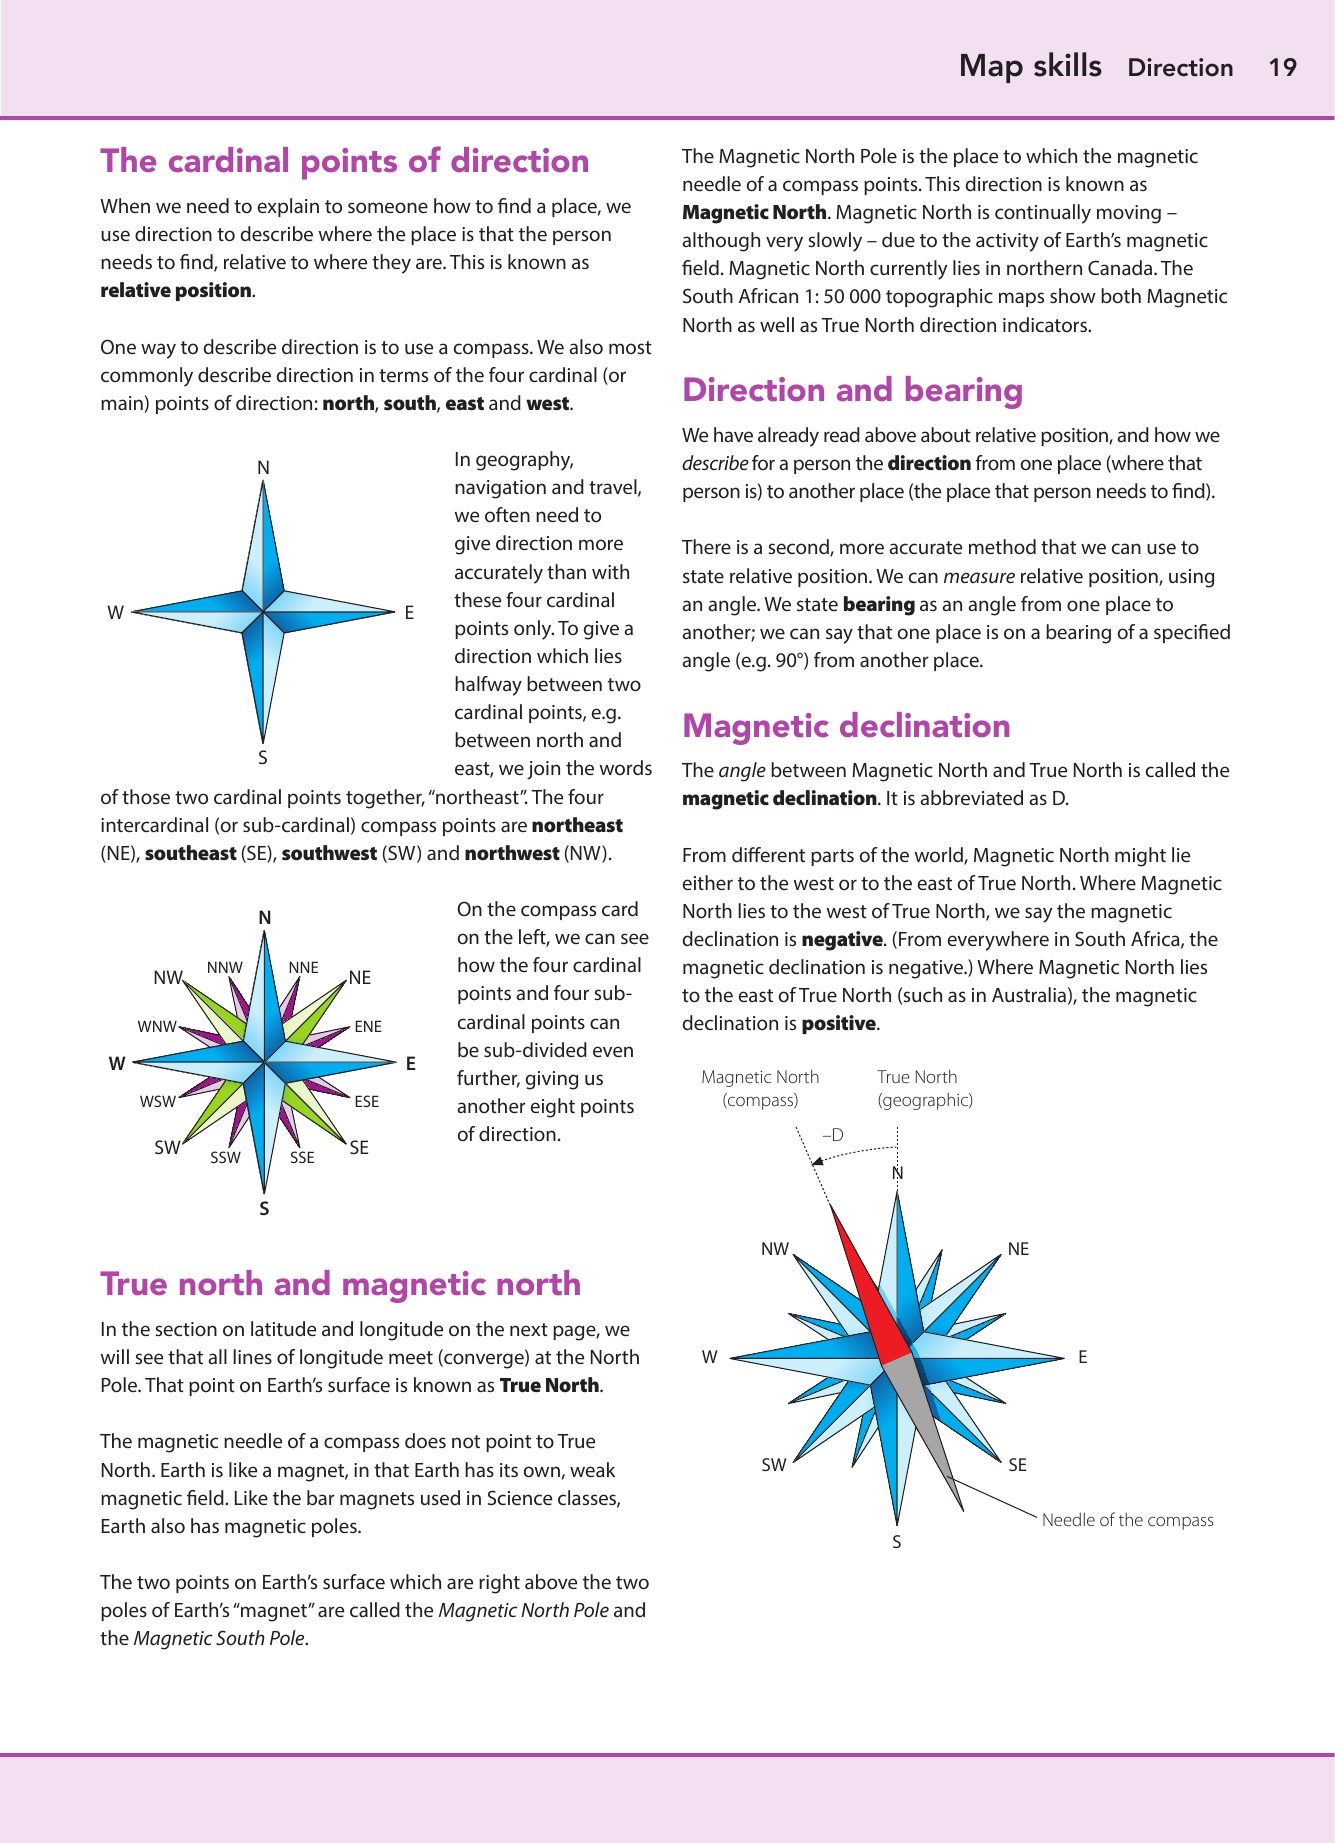 Map skills Direction 19
The cardinal points of direction
When we need to explain to someone how to find a place, we
use direction to describe where the place is that the person
needs to find, relative to where they are. This is known as
relative position.
One way to describe direction is to use a compass. We also most
commonly describe direction in terms of the four cardinal (or
main) points of direction: north, south, east and west.
N
W
E
S
In geography,
navigation and travel,
we often need to
give direction more
accurately than with
these four cardinal
points only. To give a
direction which lies
halfway between two
cardinal points, e.g.
between north and
east, we join the words
of those two cardinal points together, “northeast”. The four
intercardinal (or sub-cardinal) compass points are northeast
(NE), southeast (SE), southwest (SW) and northwest (NW).
N
NNW NNE
NW NE
WNW ENE
W E
WSW ESE
SW SE
SSW SSE
S
On the compass card
on the left, we can see
how the four cardinal
points and four sub-
cardinal points can
be sub-divided even
further, giving us
another eight points
of direction.
True north and magnetic north
In the section on latitude and longitude on the next page, we
will see that all lines of longitude meet (converge) at the North
Pole. That point on Earth’s surface is known as True North.
The magnetic needle of a compass does not point to True
North. Earth is like a magnet, in that Earth has its own, weak
magnetic field. Like the bar magnets used in Science classes,
Earth also has magnetic poles.
The two points on Earth’s surface which are right above the two
poles of Earth’s “magnet” are called the Magnetic North Pole and
the Magnetic South Pole.
The Magnetic North Pole is the place to which the magnetic
needle of a compass points. This direction is known as
Magnetic North. Magnetic North is continually moving –
although very slowly – due to the activity of Earth’s magnetic
field. Magnetic North currently lies in northern Canada. The
South African 1: 50 000 topographic maps show both Magnetic
North as well as True North direction indicators.
Direction and bearing
We have already read above about relative position, and how we
describe for a person the direction from one place (where that
person is) to another place (the place that person needs to find).
There is a second, more accurate method that we can use to
state relative position. We can measure relative position, using
an angle. We state bearing as an angle from one place to
another; we can say that one place is on a bearing of a specified
angle (e.g. 90°) from another place.
Magnetic declination
The angle between Magnetic North and True North is called the
magnetic declination. It is abbreviated as D.
From different parts of the world, Magnetic North might lie
either to the west or to the east of True North. Where Magnetic
North lies to the west of True North, we say the magnetic
declination is negative. (From everywhere in South Africa, the
magnetic declination is negative.) Where Magnetic North lies
to the east of True North (such as in Australia), the magnetic
declination is positive.
Magnetic North True North
(compass) (geographic)
–D
N
NW NE
W E
SW SE
Needle of the compass
S